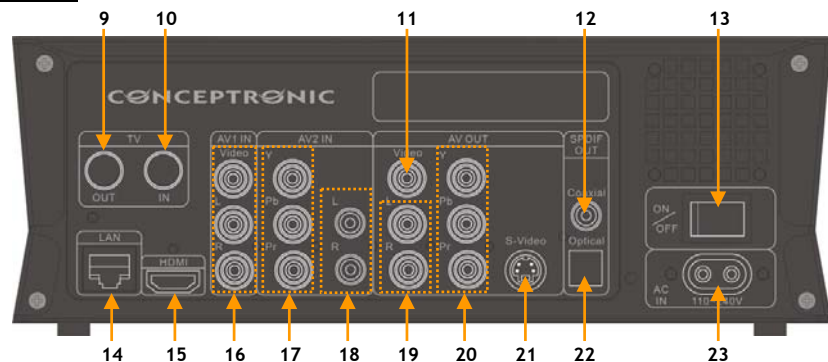 9 10 11 12 13
CONCEPTRONIC
TV AV1 IN AV2 IN AV OUT SPDIF OUT
Video Y Video Y
OUT IN
L L L Pb Pb Coaxial
ON/OFF
LAN
HDMI
R Pr R R Pr S-Video Optical
AC IN
110 40V
14 15 16 17 18 19 20 21 22 23